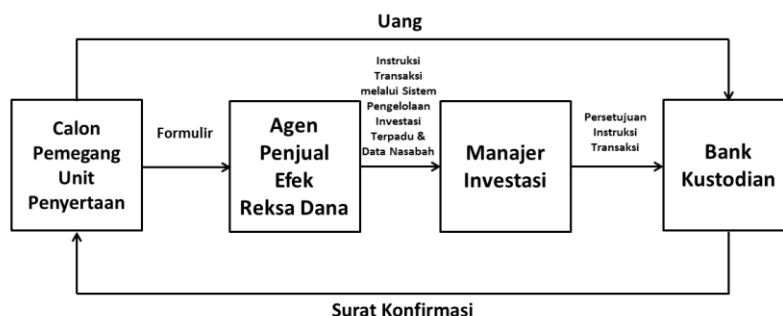 Uang
Instruksi
Transaksi
melalui Sistem
Pengelolaan
Investasi
Terpadu &
Data Nasabah
Calon
Pemegang
Unit
Penyertaan
Formulir
Agen
Penjual
Efek
Reksa Dana
Manajer
Investasi
Persetujuan
Instruksi
Transaksi
Bank
Kustodian
Surat Konfirmasi